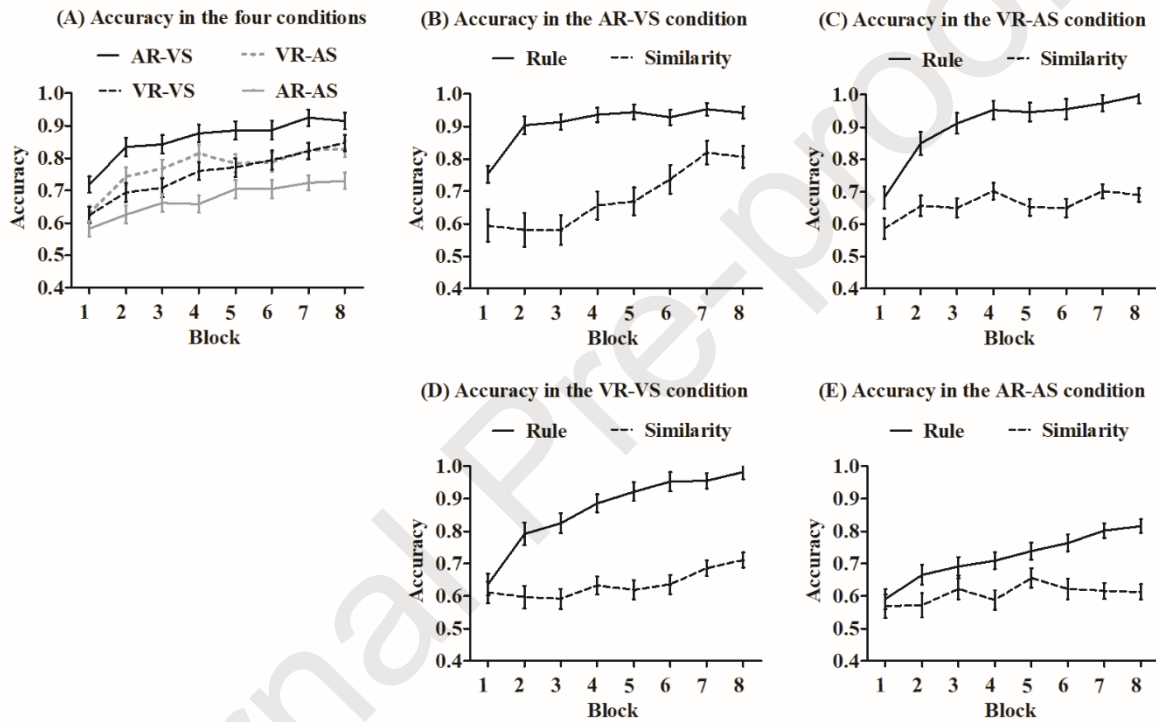 (A) Accuracy in the four conditions
AR-VS VR-AS
VR-VS AR-AS
Accuracy
1.0
0.9
0.8
0.7
0.6
0.5
0.4
1 2 3 4 5 6 7 8
Block
(B) Accuracy in the AR-VS condition
Rule Similarity
Accuracy
1.0
0.9
0.8
0.7
0.6
0.5
0.4
1 2 3 4 5 6 7 8
Block
(C) Accuracy in the VR-AS condition
Rule Similarity
Accuracy
1.0
0.9
0.8
0.7
0.6
0.5
0.4
1 2 3 4 5 6 7 8
Block
(D) Accuracy in the VR-VS condition
Rule Similarity
Accuracy
1.0
0.9
0.8
0.7
0.6
0.5
0.4
1 2 3 4 5 6 7 8
Block
(E) Accuracy in the AR-AS condition
Rule Similarity
Accuracy
1.0
0.9
0.8
0.7
0.6
0.5
0.4
1 2 3 4 5 6 7 8
Block
rnal Pre-proo